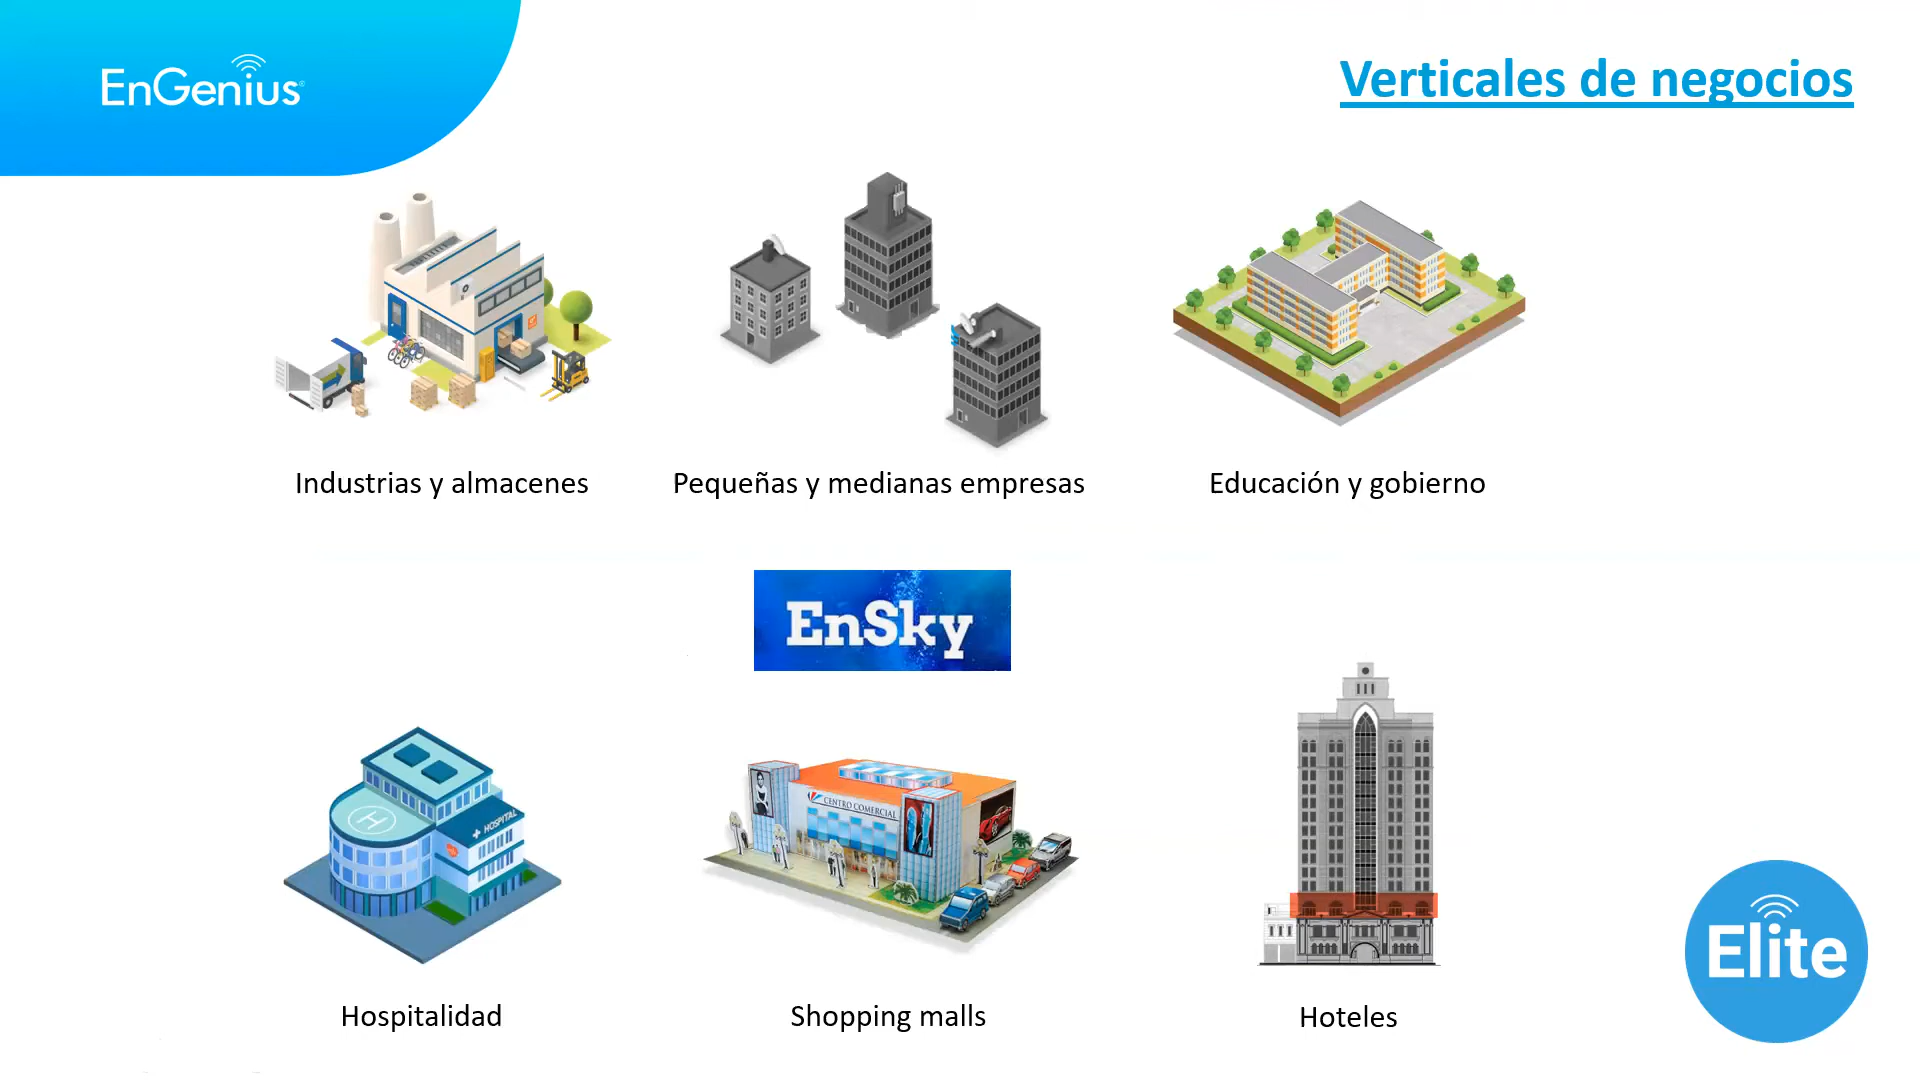 EnGenius
Verticales de negocios
Industrias y almacenes
Pequeñas y medianas empresas
Educación y gobierno
EnSky
HOSPITAL
CENTRO COMERCIAL
Hospitalidad
Shopping malls
Hoteles
Elite